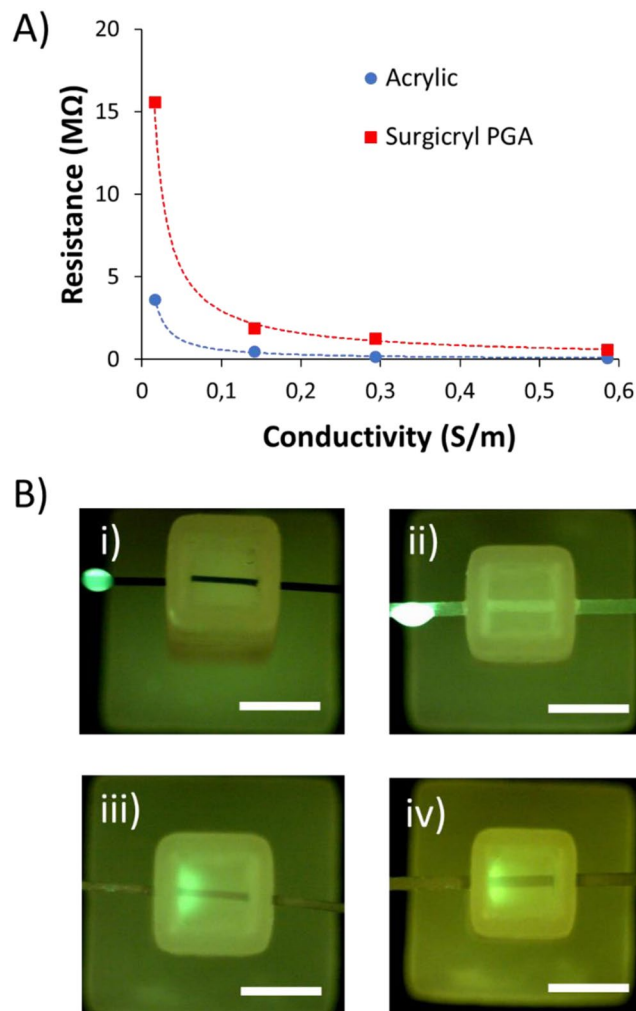 A)
20
15
10
5
0
Resistance (MΩ)
Acrylic
Surgicryl PGA
0
0,1
0,2
0,3
0,4
0,5
0,6
Conductivity (S/m)
B)
i)
ii)
iii)
iv)